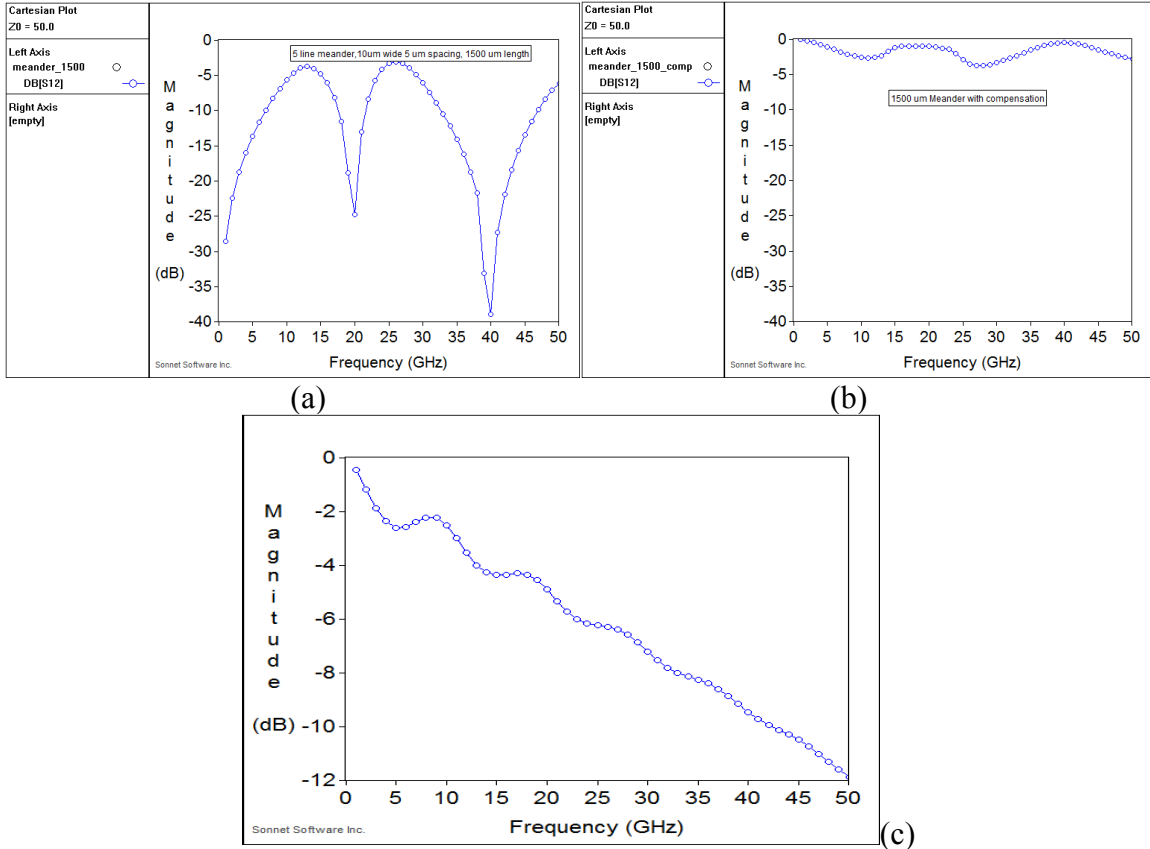 Cartesian Plot
Z0 = 50.0
Left Axis
meander_1500
DB[S12]
Right Axis
[empty]
5 line meander,10um wide 5 um spacing, 1500 um length
Magnitude
(dB)
0
-5
-10
-15
-20
-25
-30
-35
-40
0 5 10 15 20 25 30 35 40 45 50
Frequency (GHz)
Sonnet Software Inc.
(a)
Cartesian Plot
Z0 = 50.0
Left Axis
meander_1500_comp
DB[S12]
Right Axis
[empty]
1500 um Meander with compensation
Magnitude
(dB)
0
-5
-10
-15
-20
-25
-30
-35
-40
0 5 10 15 20 25 30 35 40 45 50
Frequency (GHz)
Sonnet Software Inc.
(b)
Magnitude
(dB)
0
-2
-4
-6
-8
-10
-12
0 5 10 15 20 25 30 35 40 45 50
Frequency (GHz)
Sonnet Software Inc.
(c)